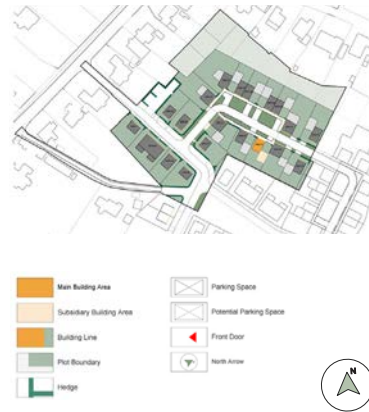 Main Building Area
Subsidiary Building Area
Building Line
Plot Boundary
Hedge
Parking Space
Potential Parking Space
Front Door
North Arrow
N